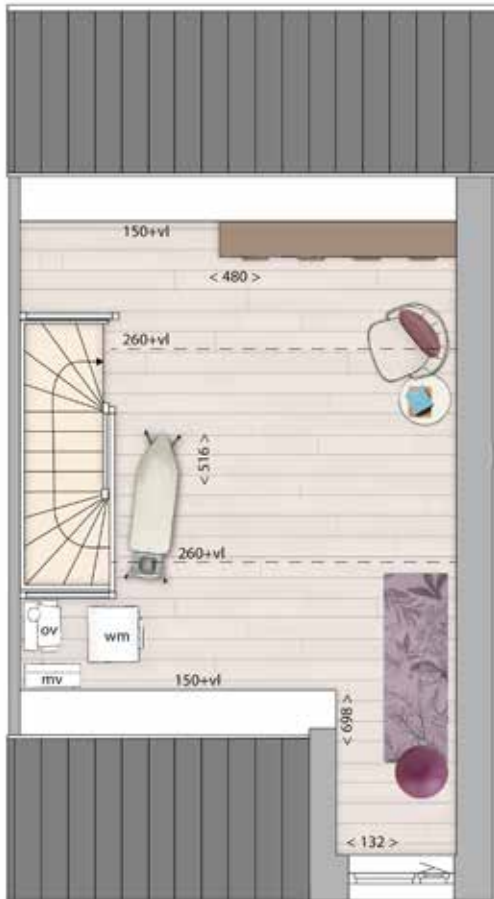 150+vl
< 480 >
260+vl
< 516 >
260+vl
ov
wm
mv
150+vl
< 698 >
< 132 >